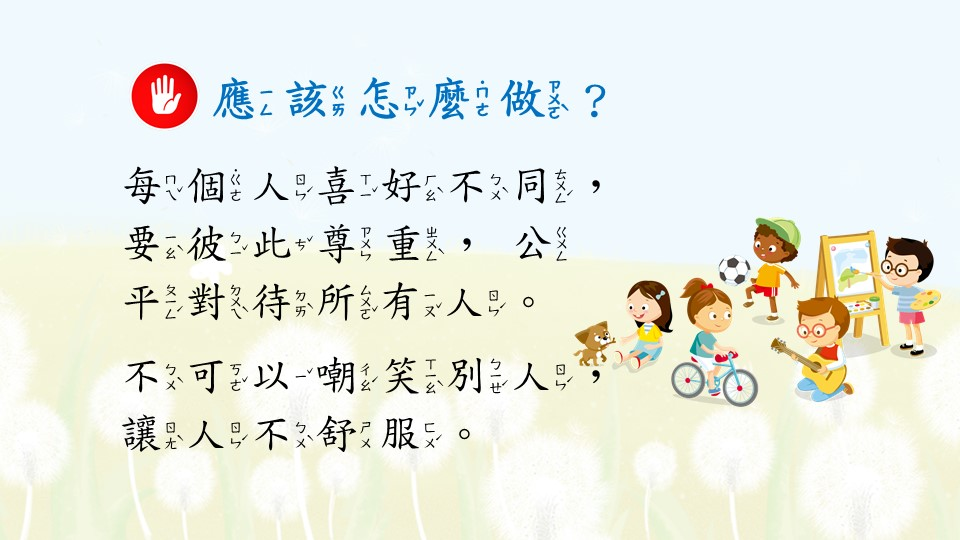 應該怎麼做？
每個人喜好不同，
要彼此尊重，公
平對待所有人。
不可以嘲笑別人，
讓人不舒服。